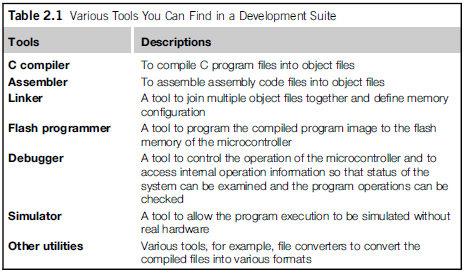 Table 2.1 Various Tools You Can Find in a Development Suite
Tools Descriptions
C compiler To compile C program files into object files
Assembler To assemble assembly code files into object files
Linker A tool to join multiple object files together and define memory
configuration
Flash programmer A tool to program the compiled program image to the flash
memory of the microcontroller
Debugger A tool to control the operation of the microcontroller and to
access internal operation information so that status of the
system can be examined and the program operations can be
checked
Simulator A tool to allow the program execution to be simulated without
real hardware
Other utilities Various tools, for example, file converters to convert the
compiled files into various formats